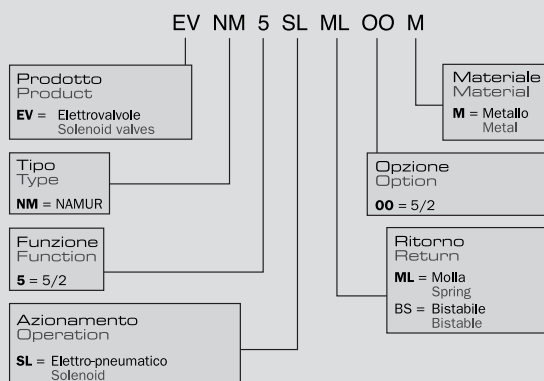 EV NM 5 SL ML OO M
Prodotto
Product
EV = Elettrovalvole
Solenoid valves
Tipo
Type
NM = NAMUR
Funzione
Function
5 = 5/2
Azionamento
Operation
SL = Elettro-pneumatico
Solenoid
Materiale
Material
M = Metallo
Metal
Opzione
Option
00 = 5/2
Ritorno
Return
ML = Molla
Spring
BS = Bistabile
Bistable